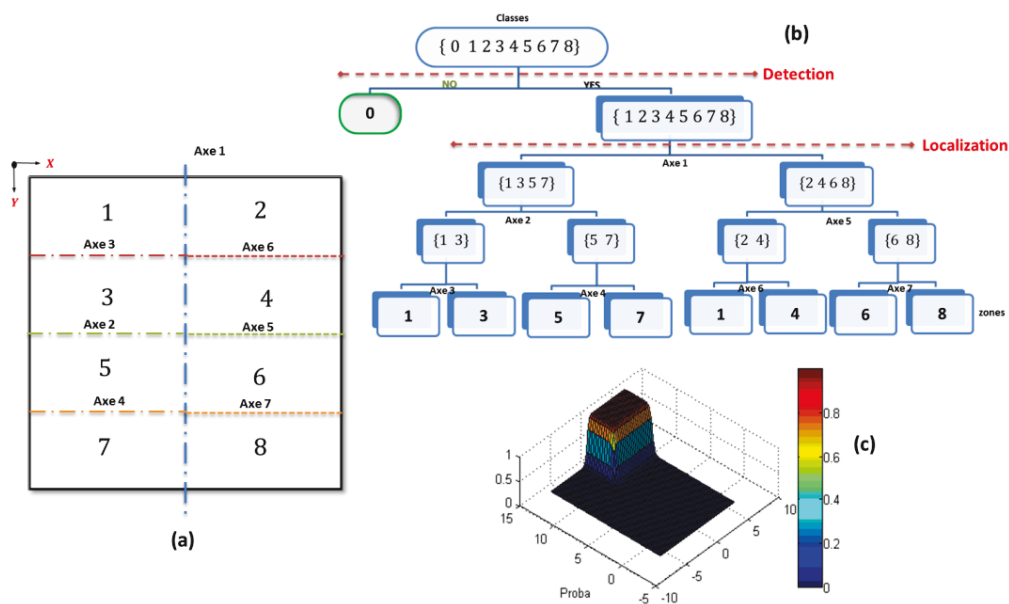 Classes
{ 0 1 2 3 4 5 6 7 8}
(b)
Detection
NO
YES
0
{ 1 2 3 4 5 6 7 8}
Localization
Axe 1
{1 3 5 7}
{2 4 6 8}
Axe 2
Axe 5
{1 3}
{5 7}
{2 4}
{6 8}
Axe 3
Axe 4
Axe 6
Axe 7
1
3
5
7
1
4
6
8
zones
Axe 1
X
Y
1
2
Axe 3
Axe 6
3
4
Axe 2
Axe 5
5
6
Axe 4
Axe 7
7
8
(a)
1
0.5
0
15
10
5
0
-5
Proba
-10
-5
0
5
10
0.8
0.6
0.4
0.2
0
(c)